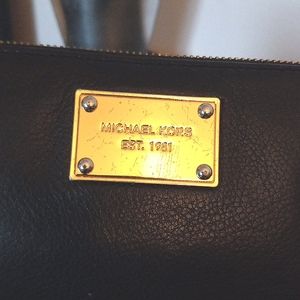 MICHAEL KORS
EST. 1981